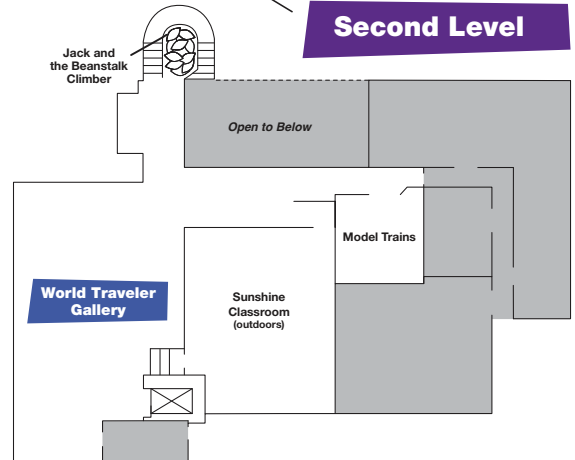 Second Level
Jack and
the Beanstalk
Climber
Open to Below
Model Trains
World Traveler
Gallery
Sunshine
Classroom
(outdoors)